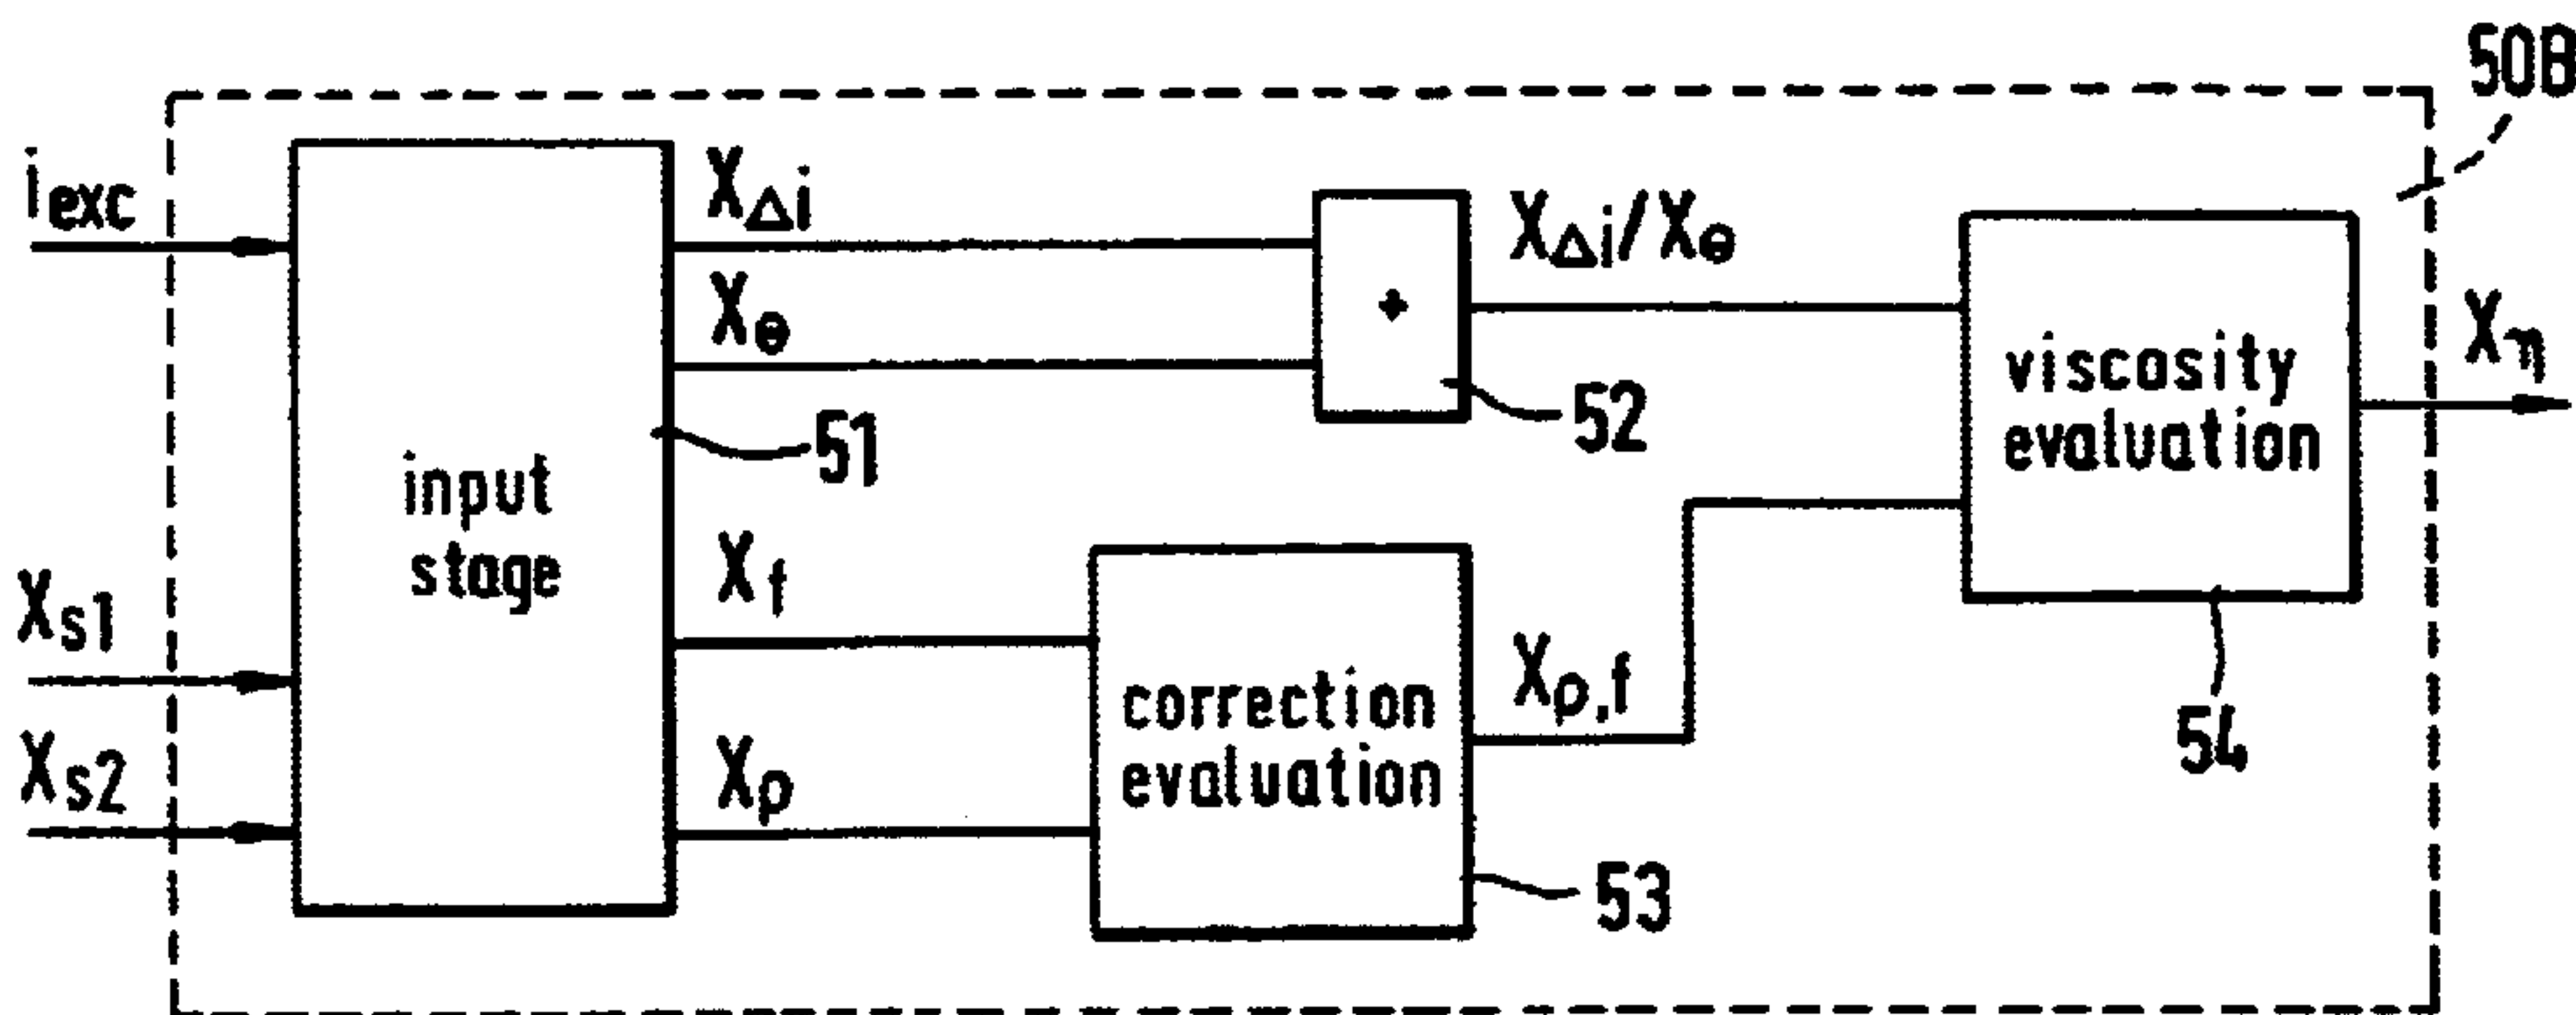 50B
i_exc
X_Δi
X_Δi/X_Θ
X_Θ
52
viscosity
evaluation
X_η
51
input
stage
X_f
X_s1
54
correction
evaluation
X_ρ,f
X_s2
X_ρ
53